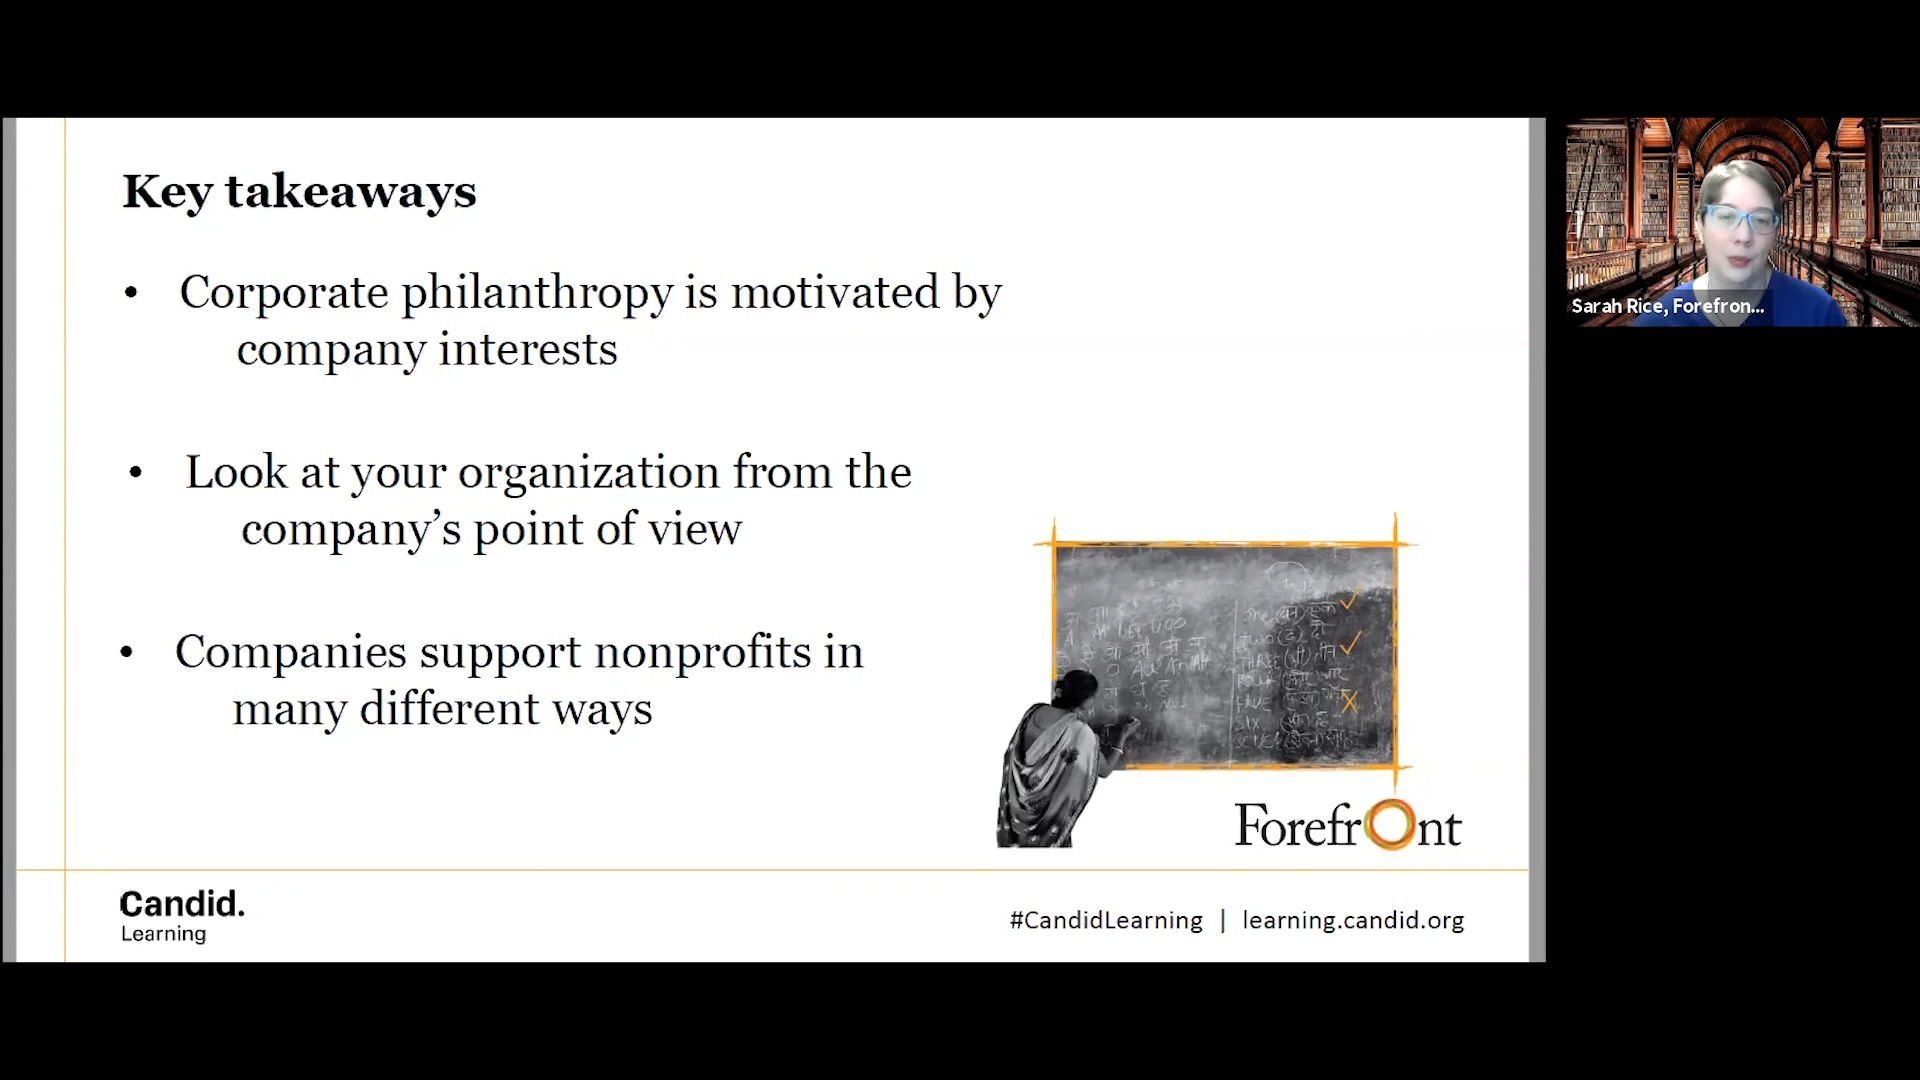 Key takeaways
• Corporate philanthropy is motivated by
company interests
• Look at your organization from the
company's point of view
• Companies support nonprofits in
many different ways
Forefront
Candid.
Learning
#CandidLearning | learning.candid.org
Sarah Rice, Forefron...